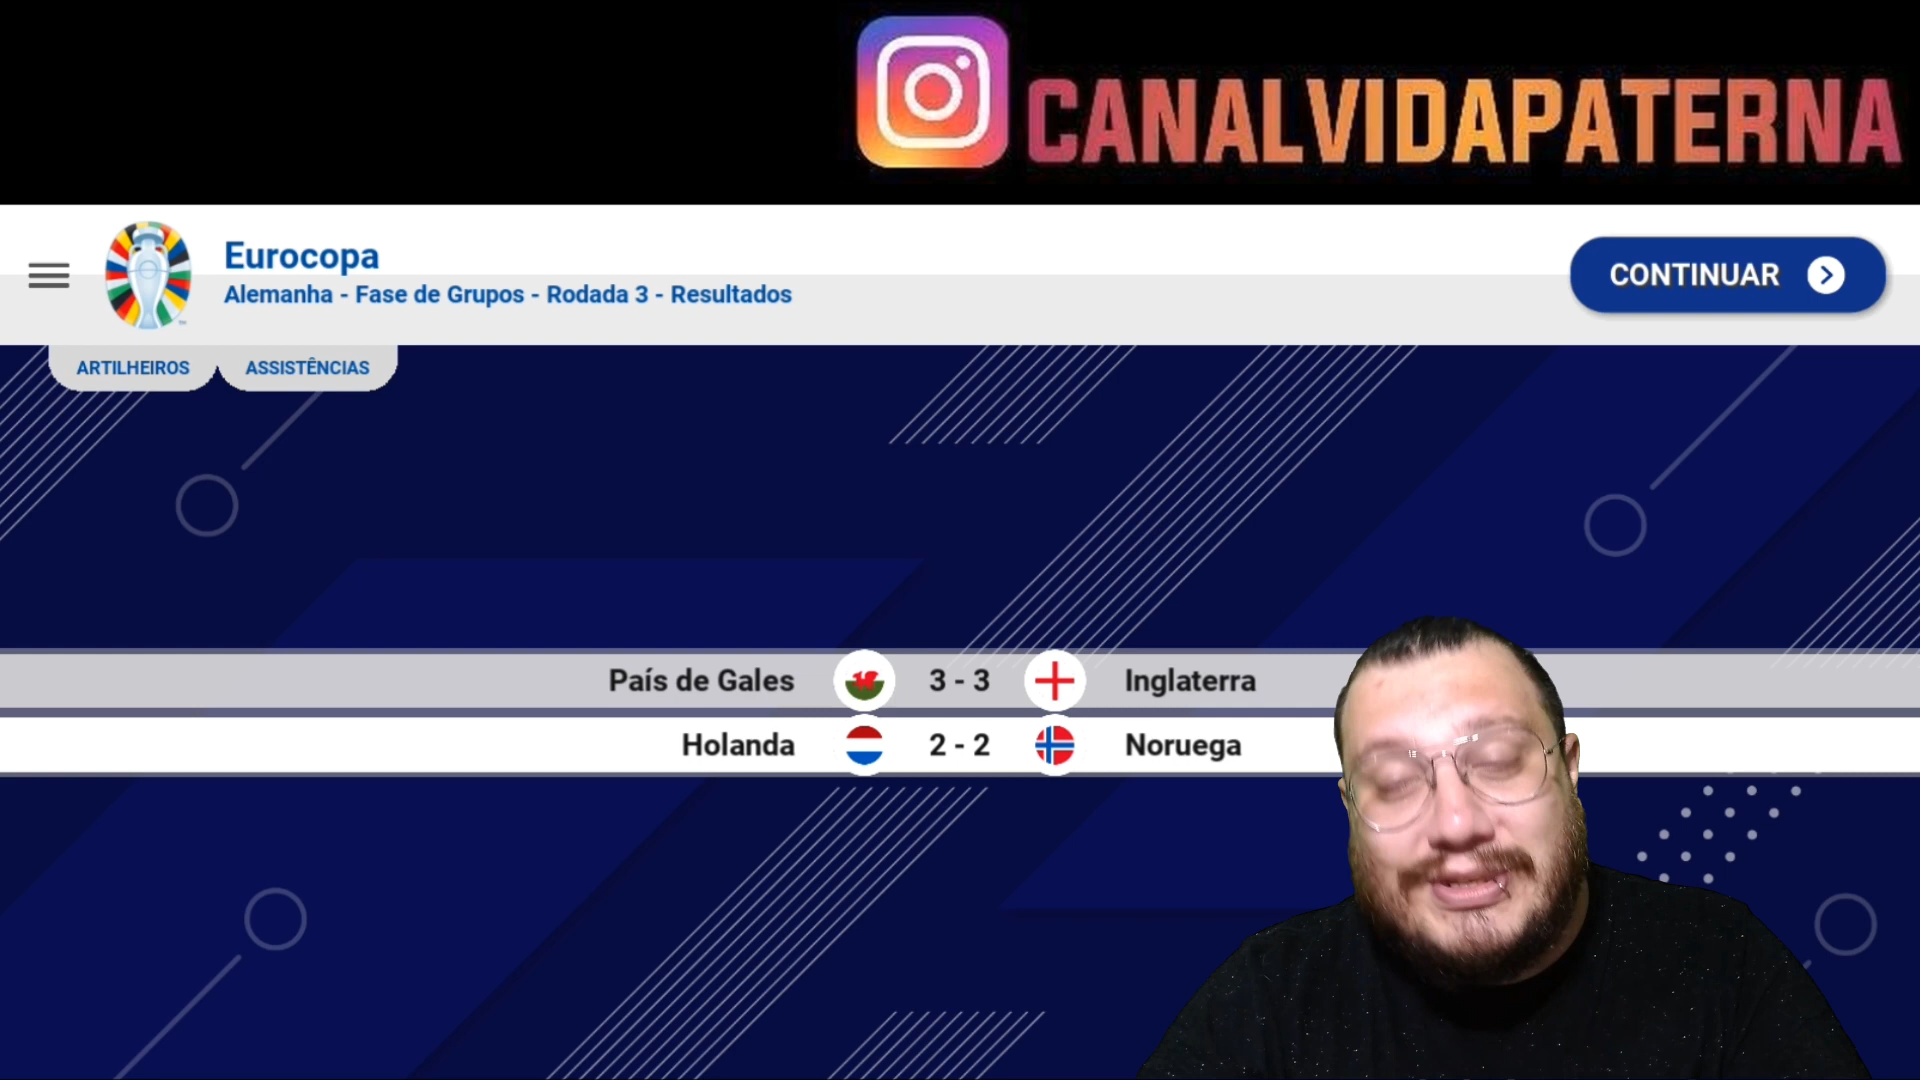 CANALVIDAPATERNA
Eurocopa
Alemanha - Fase de Grupos - Rodada 3 - Resultados
CONTINUAR
ARTILHEIROS
ASSISTÊNCIAS
País de Gales 3 - 3 Inglaterra
Holanda 2 - 2 Noruega